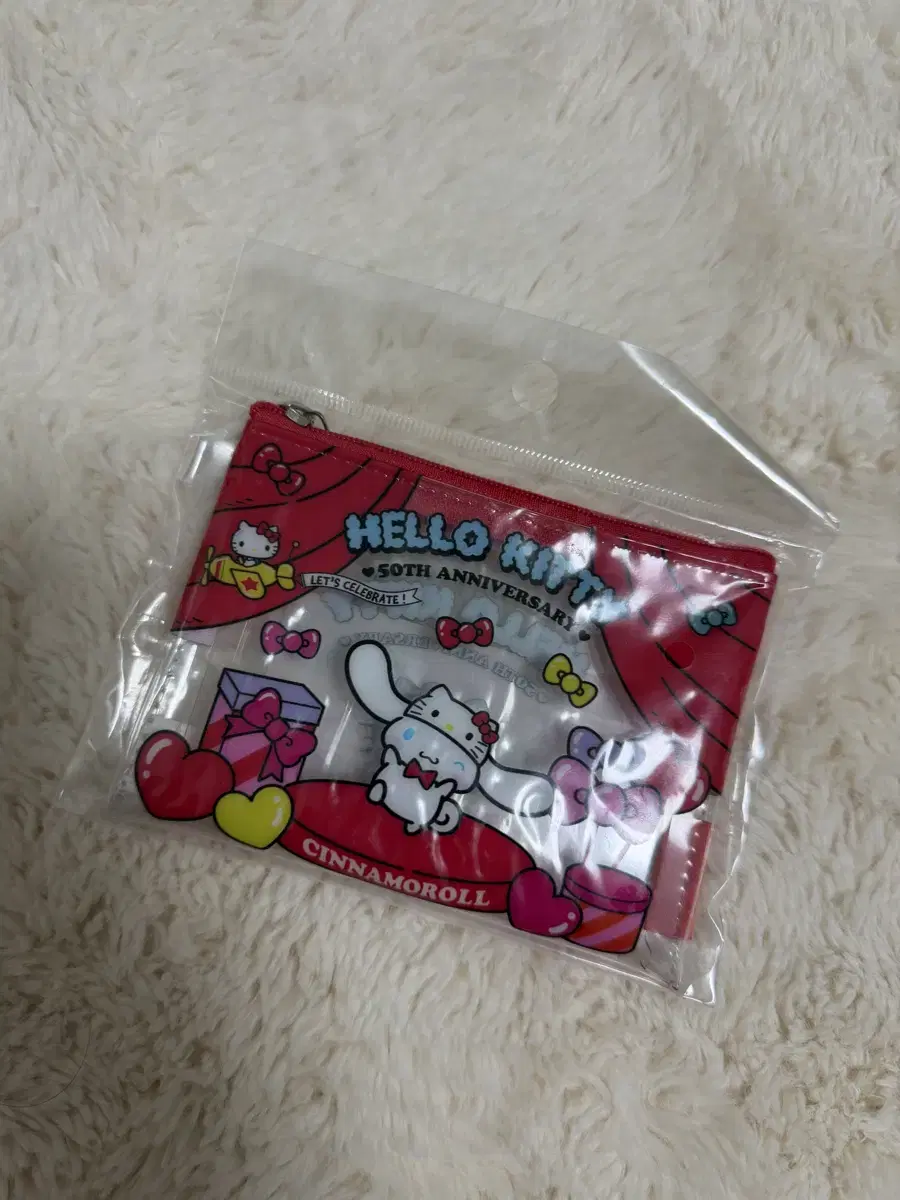 HELLO KITTY
♥50TH ANNIVERSARY♥
LET'S CELEBRATE!
CINNAMOROLL